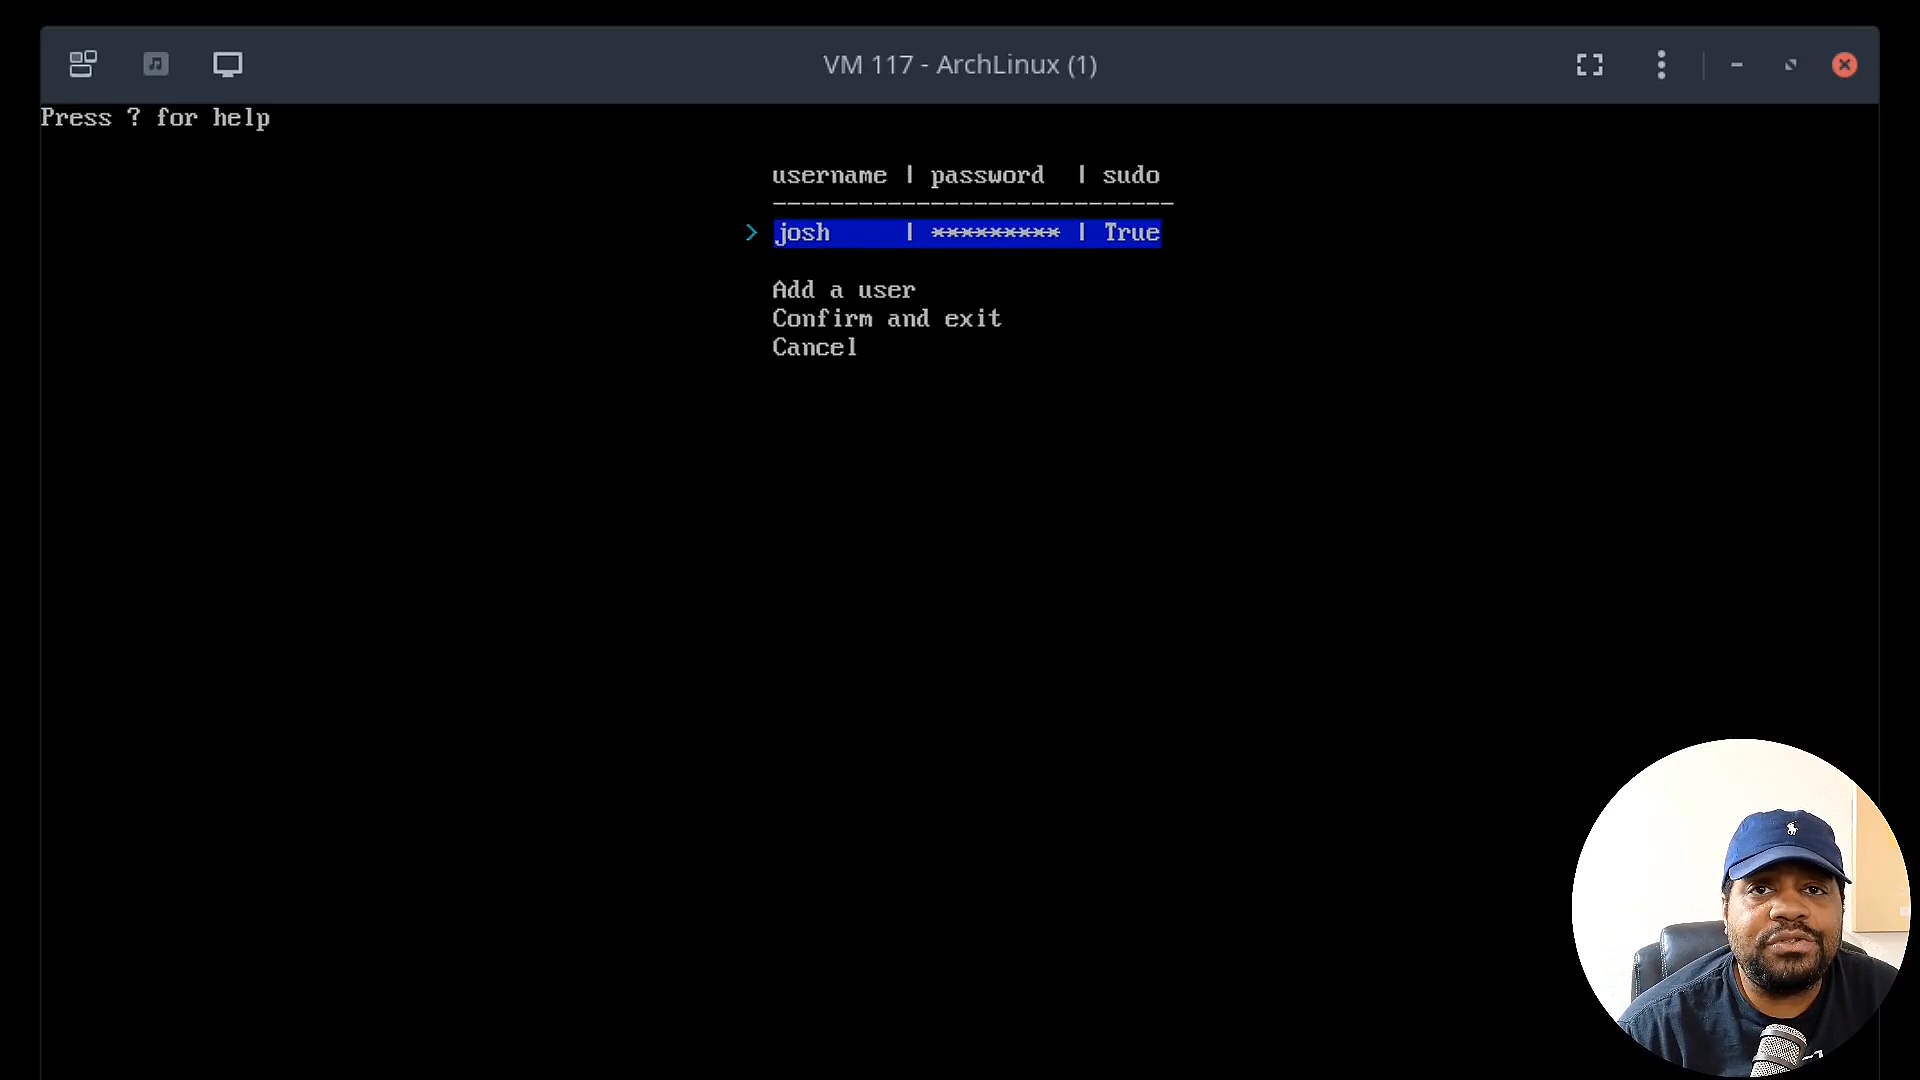 VM 117 - ArchLinux (1)
Press ? for help
username | password | sudo
---------------------------
> josh | ********* | True
Add a user
Confirm and exit
Cancel